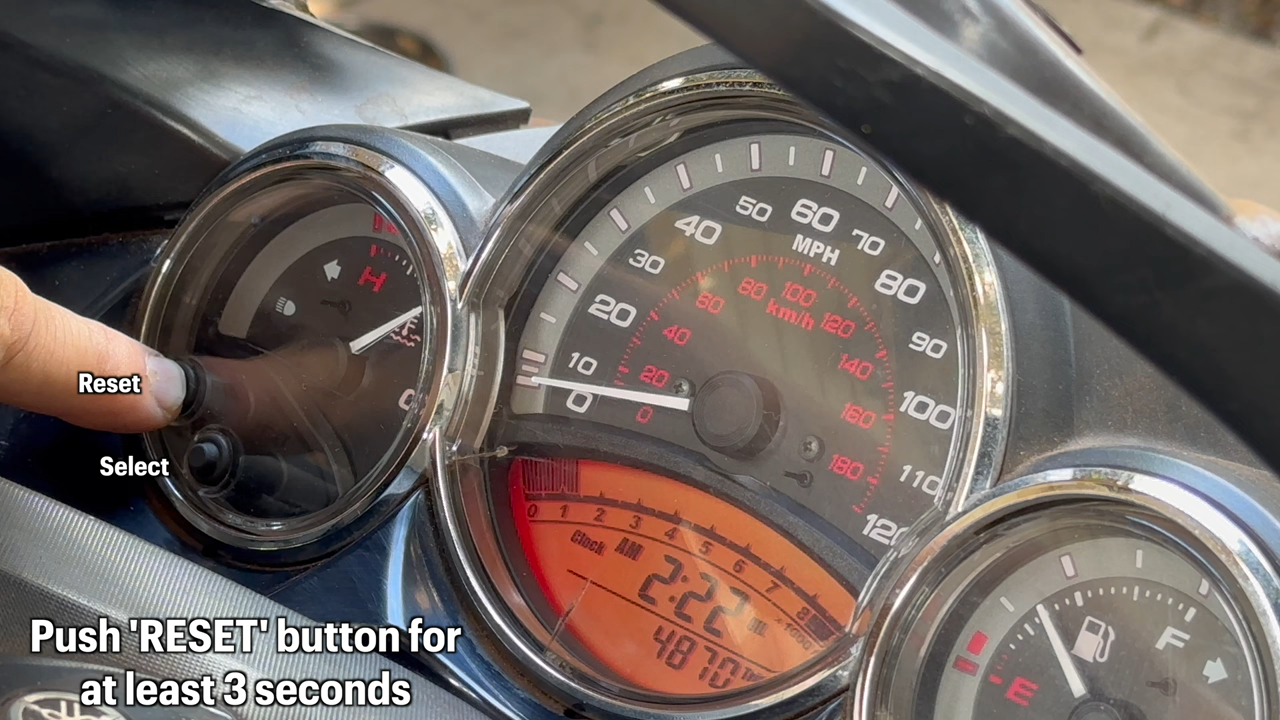 50
60
40
70
MPH
30
80
80
100
60
km/h
120
20
90
40
140
10
20
0
0
160
100
180
110
120
H
C
Reset
Select
0 1 2 3 4 5 6 7 8
x1000
Clock AM 2:22
4870
F
E
Push 'RESET' button for
at least 3 seconds